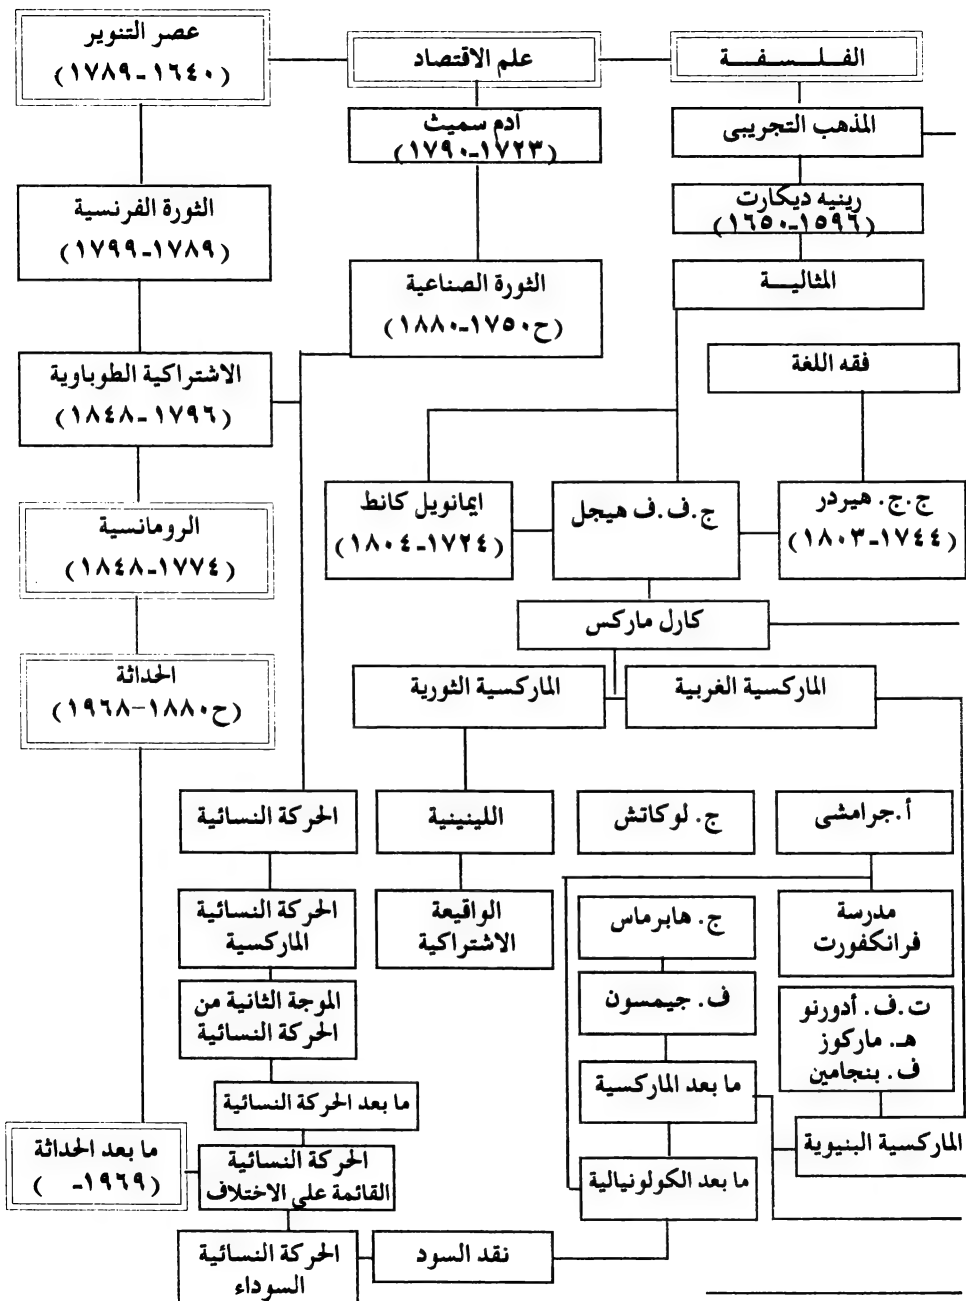 الفلسفة
علم الاقتصاد
عصر التنوير
(١٦٤٠-١٧٨٩)
المذهب التجريبى
آدم سميث
(١٧٢٣-١٧٩٠)
رينيه ديكارت
(١٥٩٦-١٦٥٠)
الثورة الفرنسية
(١٧٨٩-١٧٩٩)
المثالية
الثورة الصناعية
(ح١٧٥٠-١٨٨٠)
فقه اللغة
الاشتراكية الطوباوية
(١٧٩٦-١٨٤٨)
ج.ج. هيردر
(١٧٤٤-١٨٠٣)
ج.ف.ف هيجل
ايمانويل كانط
(١٧٢٤-١٨٠٤)
الرومانسية
(١٧٧٤-١٨٤٨)
كارل ماركس
الماركسية الغربية
الماركسية الثورية
الحداثة
(ح١٨٨٠-١٩٦٨)
أ.جرامشى
ج. لوكاتش
اللينينية
الحركة النسائية
مدرسة
فرانكفورت
ج. هابرماس
الواقيعة
الاشتراكية
الحركة النسائية
الماركسية
ت.ف. أدورنو
هـ. ماركوز
ف. بنجامين
ف. جيمسون
الموجة الثانية من
الحركة النسائية
ما بعد الماركسية
ما بعد الحركة النسائية
الماركسية البنيوية
ما بعد الكولونيالية
الحركة النسائية
القائمة على الاختلاف
ما بعد الحداثة
(١٩٦٩- )
نقد السود
الحركة النسائية
السوداء